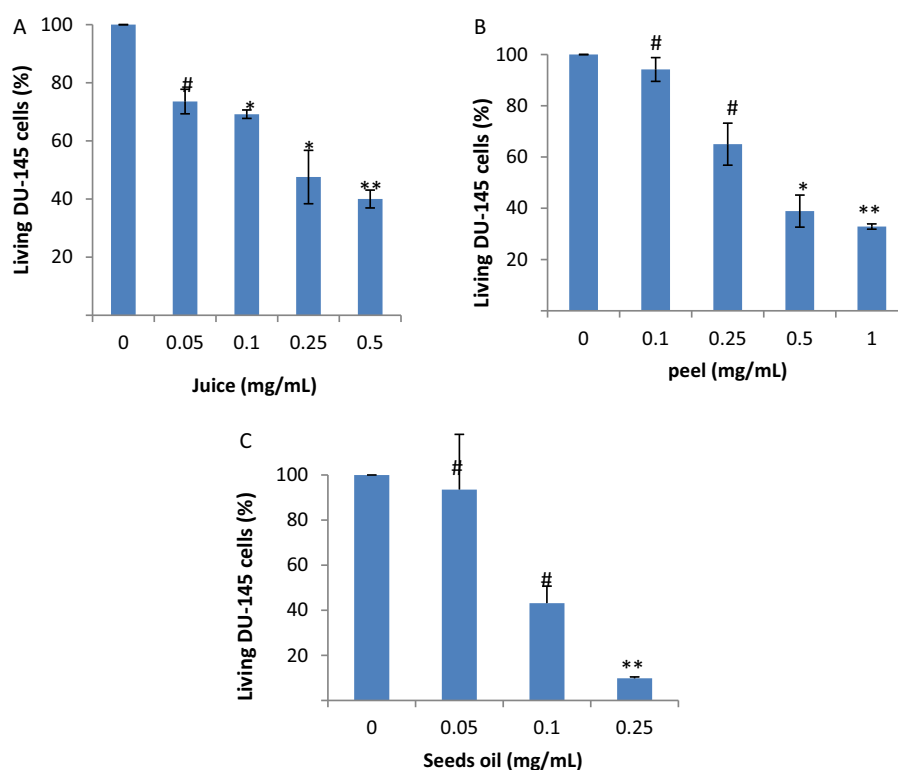 A
Living DU-145 cells (%)
100
80
60
40
20
#
*
*
**
0 0.05 0.1 0.25 0.5
Juice (mg/mL)
B
Living DU-145 cells (%)
100
80
60
40
20
#
#
*
**
0 0.1 0.25 0.5 1
peel (mg/mL)
C
Living DU-145 cells (%)
100
80
60
40
20
#
#
**
0 0.05 0.1 0.25
Seeds oil (mg/mL)